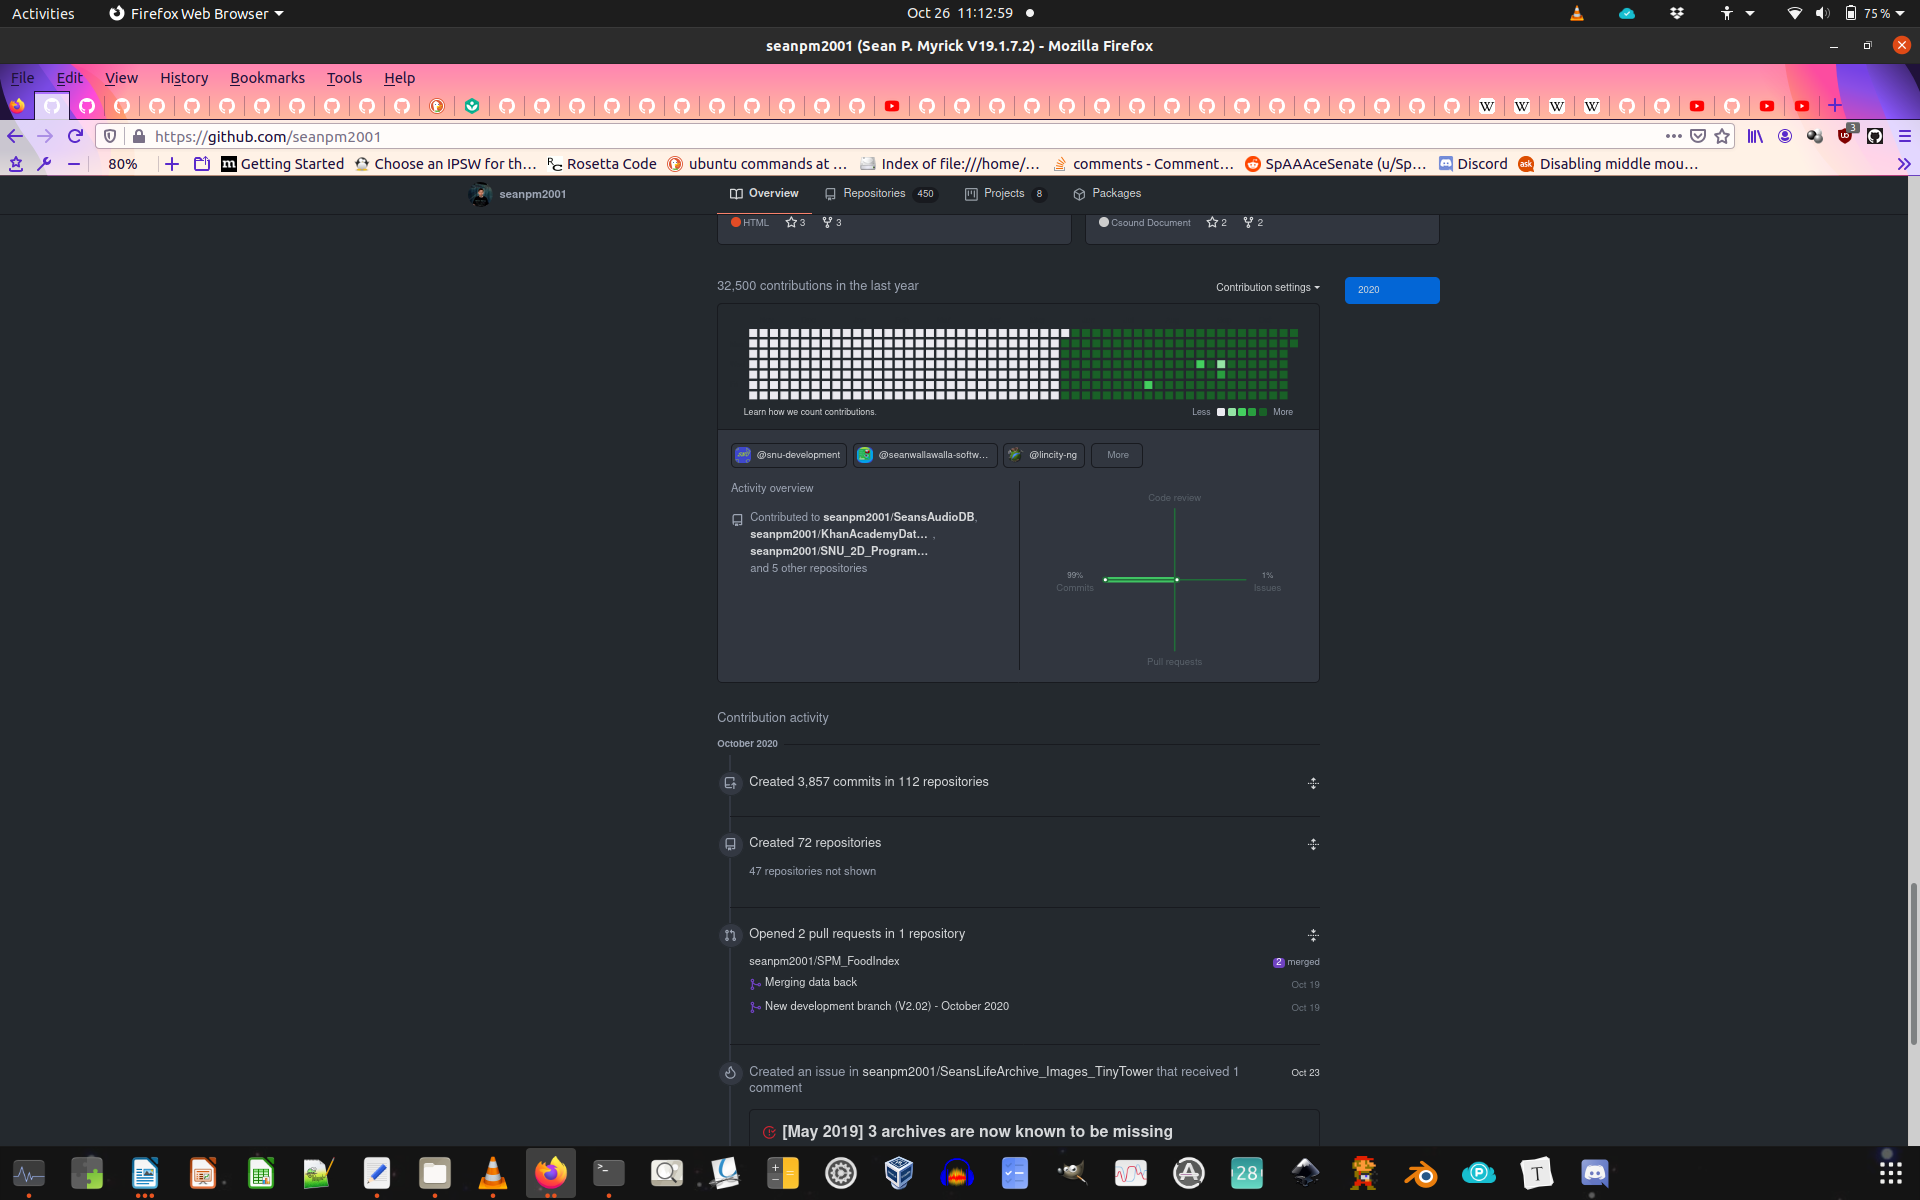 Activities
Firefox Web Browser
Oct 26 11:12:59
75 %
seanpm2001 (Sean P. Myrick V19.1.7.2) - Mozilla Firefox
File Edit View History Bookmarks Tools Help
https://github.com/seanpm2001
3
80%
Getting Started
Choose an IPSW for th…
Rosetta Code
ubuntu commands at …
Index of file:///home/…
comments - Comment…
SpAAAceSenate (u/Sp…
Discord
Disabling middle mou…
seanpm2001
Overview
Repositories 450
Projects 8
Packages
HTML 3 3
Csound Document 2 2
32,500 contributions in the last year
Contribution settings
2020
Learn how we count contributions.
Less More
@snu-development
@seanwallawalla-softw…
@lincity-ng
More
Activity overview
Contributed to seanpm2001/SeansAudioDB,
seanpm2001/KhanAcademyDat… ,
seanpm2001/SNU_2D_Program…
and 5 other repositories
Code review
99%
Commits
1%
Issues
Pull requests
Contribution activity
October 2020
Created 3,857 commits in 112 repositories
Created 72 repositories
47 repositories not shown
Opened 2 pull requests in 1 repository
seanpm2001/SPM_FoodIndex
2 merged
Merging data back
Oct 19
New development branch (V2.02) - October 2020
Oct 19
Created an issue in seanpm2001/SeansLifeArchive_Images_TinyTower that received 1
comment
Oct 23
[May 2019] 3 archives are now known to be missing
28
T